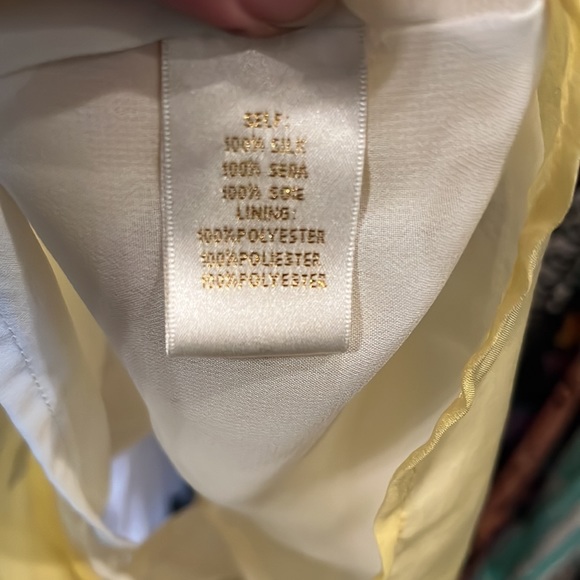 SELF:
100% SILK
100% SEDA
100% SOIE
LINING:
100%POLYESTER
100%POLIESTER
100%POLYESTER